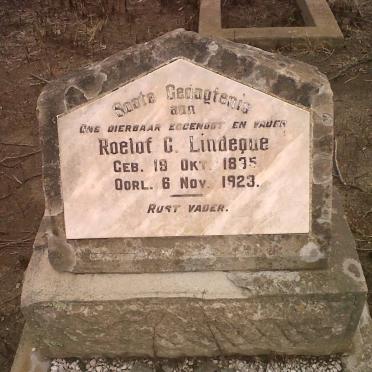 Soete Gedagtenis
aan
Ons dierbaar eggenoot en vader
Roelof C. Lindeque
Geb. 19 Okt. 1875
Oorl. 6 Nov. 1923.
Rust vader.